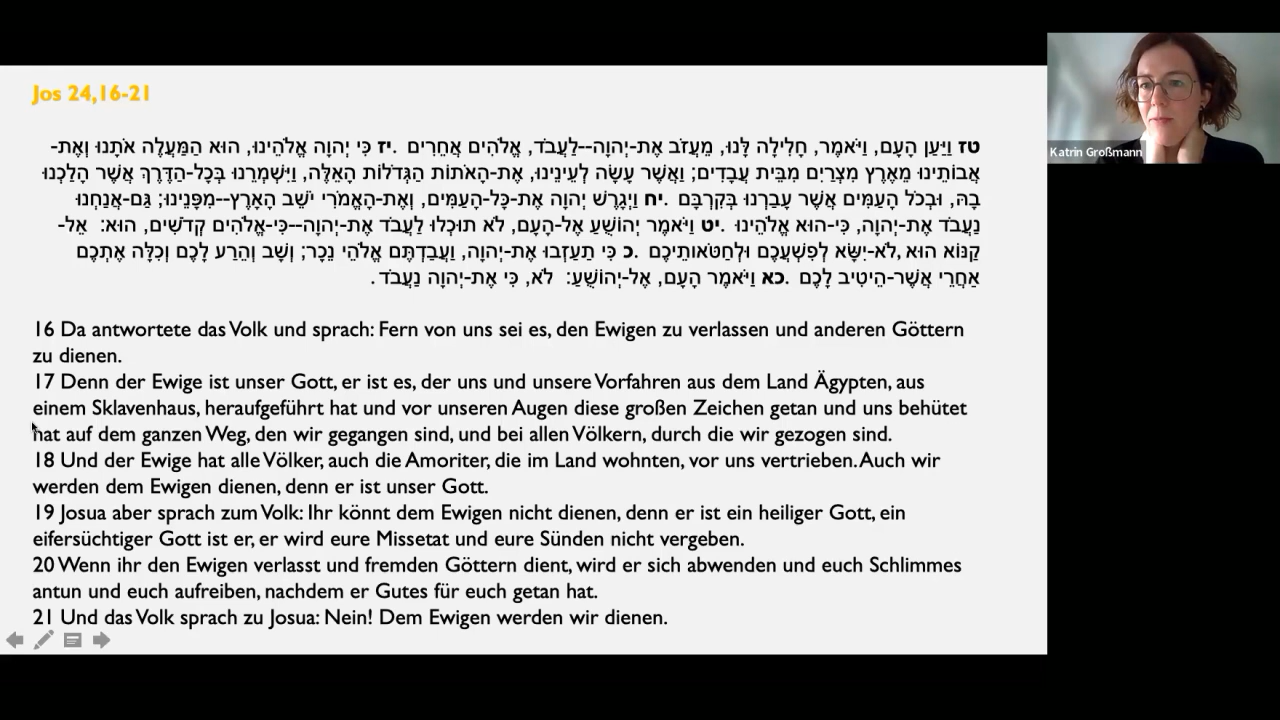 Jos 24,16-21
טז וַיַּעַן הָעָם, וַיֹּאמֶר, חָלִילָה לָּנוּ, מֵעֲזֹב אֶת-יְהוָה--לַעֲבֹד, אֱלֹהִים אֲחֵרִים .יז כִּי יְהוָה אֱלֹהֵינוּ, הוּא הַמַּעֲלֶה אֹתָנוּ וְאֶת-
אֲבוֹתֵינוּ מֵאֶרֶץ מִצְרַיִם מִבֵּית עֲבָדִים; וַאֲשֶׁר עָשָׂה לְעֵינֵינוּ, אֶת-הָאֹתוֹת הַגְּדֹלוֹת הָאֵלֶּה, וַיִּשְׁמְרֵנוּ בְּכָל-הַדֶּרֶךְ אֲשֶׁר הָלַכְנוּ
בָהּ, וּבְכֹל הָעַמִּים אֲשֶׁר עָבַרְנוּ בְּקִרְבָּם .יח וַיְגָרֶשׁ יְהוָה אֶת-כָּל-הָעַמִּים, וְאֶת-הָאֱמֹרִי יֹשֵׁב הָאָרֶץ--מִפָּנֵינוּ; גַּם-אֲנַחְנוּ
נַעֲבֹד אֶת-יְהוָה, כִּי-הוּא אֱלֹהֵינוּ .יט וַיֹּאמֶר יְהוֹשֻׁעַ אֶל-הָעָם, לֹא תוּכְלוּ לַעֲבֹד אֶת-יְהוָה--כִּי-אֱלֹהִים קְדֹשִׁים, הוּא: אֵל-
קַנּוֹא הוּא ,לֹא-יִשָּׂא לְפִשְׁעֲכֶם וּלְחַטֹּאותֵיכֶם .כ כִּי תַעַזְבוּ אֶת-יְהוָה, וַעֲבַדְתֶּם אֱלֹהֵי נֵכָר; וְשָׁב וְהֵרַע לָכֶם וְכִלָּה אֶתְכֶם
אַחֲרֵי אֲשֶׁר-הֵיטִיב לָכֶם .כא וַיֹּאמֶר הָעָם, אֶל-יְהוֹשֻׁעַ: לֹא, כִּי אֶת-יְהוָה נַעֲבֹד .
16 Da antwortete das Volk und sprach: Fern von uns sei es, den Ewigen zu verlassen und anderen Göttern
zu dienen.
17 Denn der Ewige ist unser Gott, er ist es, der uns und unsere Vorfahren aus dem Land Ägypten, aus
einem Sklavenhaus, heraufgeführt hat und vor unseren Augen diese großen Zeichen getan und uns behütet
hat auf dem ganzen Weg, den wir gegangen sind, und bei allen Völkern, durch die wir gezogen sind.
18 Und der Ewige hat alle Völker, auch die Amoriter, die im Land wohnten, vor uns vertrieben. Auch wir
werden dem Ewigen dienen, denn er ist unser Gott.
19 Josua aber sprach zum Volk: Ihr könnt dem Ewigen nicht dienen, denn er ist ein heiliger Gott, ein
eifersüchtiger Gott ist er, er wird eure Missetat und eure Sünden nicht vergeben.
20 Wenn ihr den Ewigen verlasst und fremden Göttern dient, wird er sich abwenden und euch Schlimmes
antun und euch aufreiben, nachdem er Gutes für euch getan hat.
21 Und das Volk sprach zu Josua: Nein! Dem Ewigen werden wir dienen.
Katrin Großmann